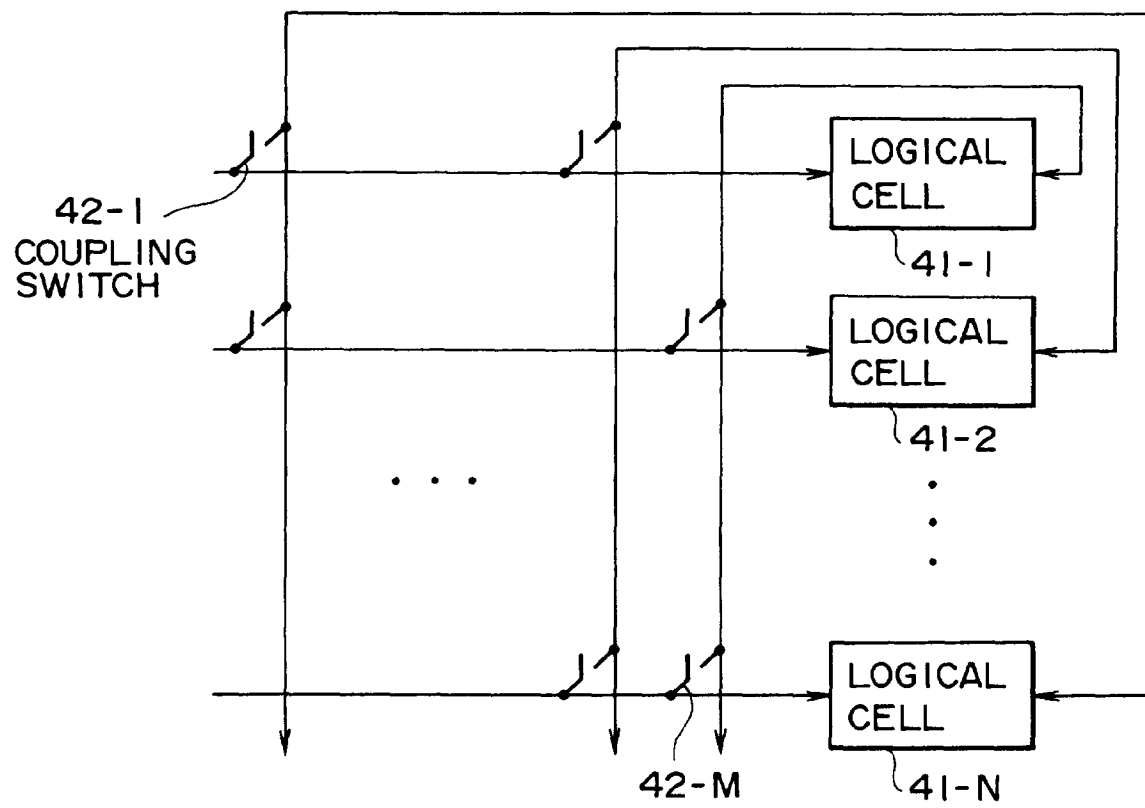 LOGICAL
CELL
42-1
COUPLING
SWITCH
41-1
LOGICAL
CELL
41-2
LOGICAL
CELL
42-M
41-N